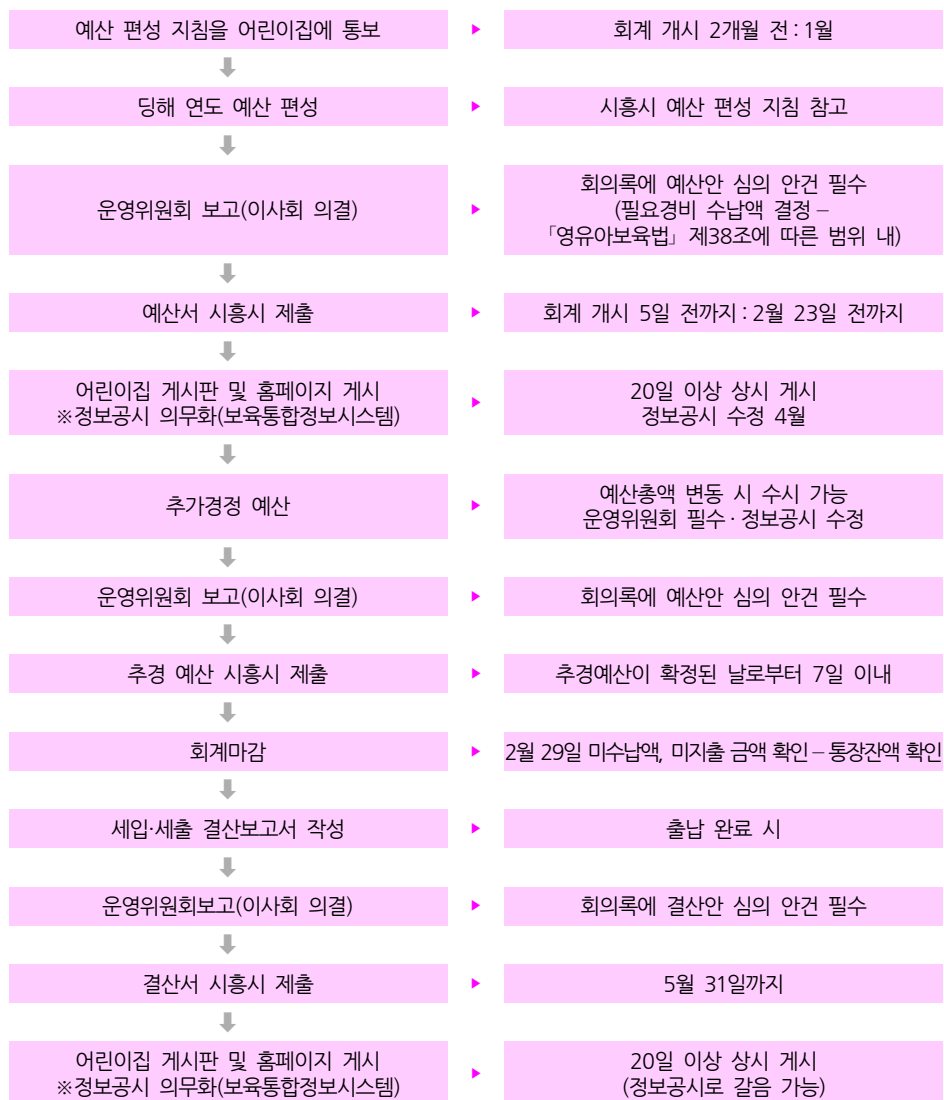 예산 편성 지침을 어린이집에 통보
▶
회계 개시 2개월 전 : 1월
딩해 연도 예산 편성
▶
시흥시 예산 편성 지침 참고
운영위원회 보고(이사회 의결)
▶
회의록에 예산안 심의 안건 필수
(필요경비 수납액 결정 –
「영유아보육법」 제38조에 따른 범위 내)
예산서 시흥시 제출
▶
회계 개시 5일 전까지 : 2월 23일 전까지
어린이집 게시판 및 홈페이지 게시
※정보공시 의무화(보육통합정보시스템)
▶
20일 이상 상시 게시
정보공시 수정 4월
추가경정 예산
▶
예산총액 변동 시 수시 가능
운영위원회 필수 · 정보공시 수정
운영위원회 보고(이사회 의결)
▶
회의록에 예산안 심의 안건 필수
추경 예산 시흥시 제출
▶
추경예산이 확정된 날로부터 7일 이내
회계마감
▶
2월 29일 미수납액, 미지출 금액 확인 – 통장잔액 확인
세입·세출 결산보고서 작성
▶
출납 완료 시
운영위원회보고(이사회 의결)
▶
회의록에 결산안 심의 안건 필수
결산서 시흥시 제출
▶
5월 31일까지
어린이집 게시판 및 홈페이지 게시
※정보공시 의무화(보육통합정보시스템)
▶
20일 이상 상시 게시
(정보공시로 갈음 가능)